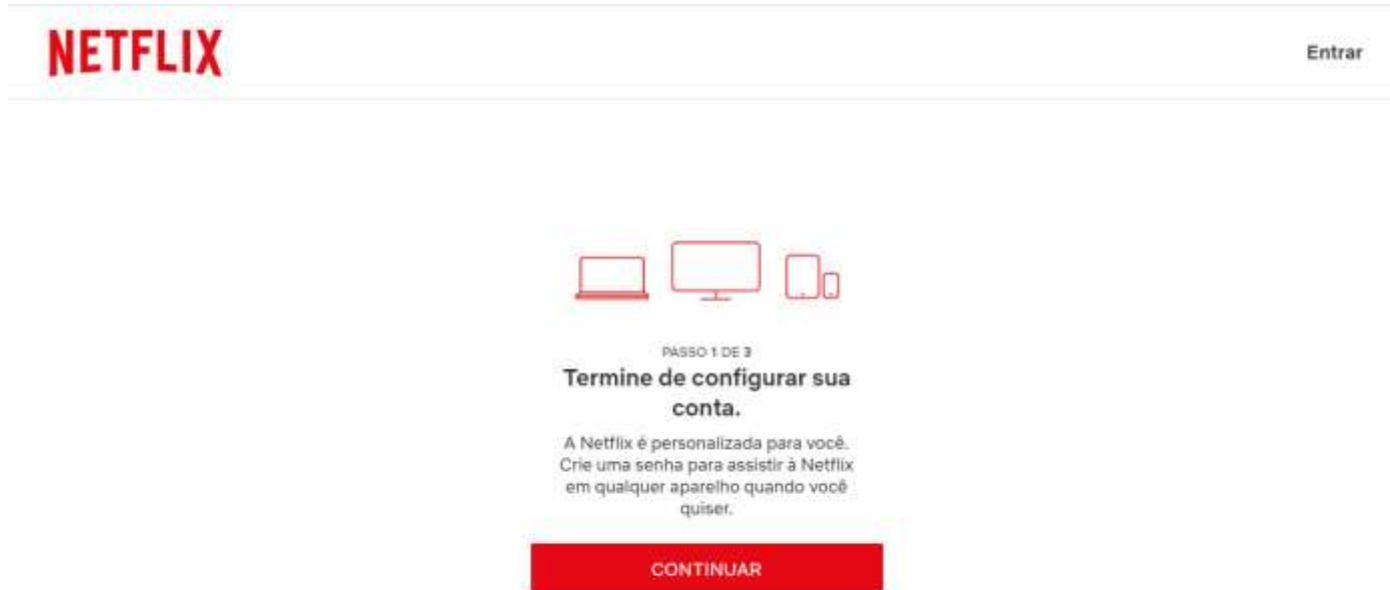 NETFLIX
Entrar
PASSO 1 DE 3
Termine de configurar sua
conta.
A Netflix é personalizada para você.
Crie uma senha para assistir à Netflix
em qualquer aparelho quando você
quiser.
CONTINUAR